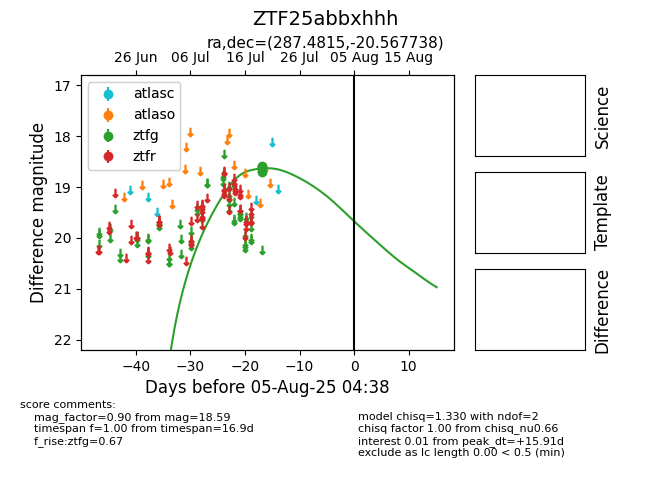 ZTF25abbxhhh
ra,dec=(287.4815,-20.567738)
26 Jun 06 Jul 16 Jul 26 Jul 05 Aug 15 Aug
17
18
19
20
21
22
Difference magnitude
atlasc
atlaso
ztfg
ztfr
−40 −30 −20 −10 0 10
Days before 05-Aug-25 04:38
Science
Template
Difference
score comments:
mag_factor=0.90 from mag=18.59
timespan f=1.00 from timespan=16.9d
f_rise:ztfg=0.67
model chisq=1.330 with ndof=2
chisq factor 1.00 from chisq_nu0.66
interest 0.01 from peak_dt=+15.91d
exclude as lc length 0.00 < 0.5 (min)